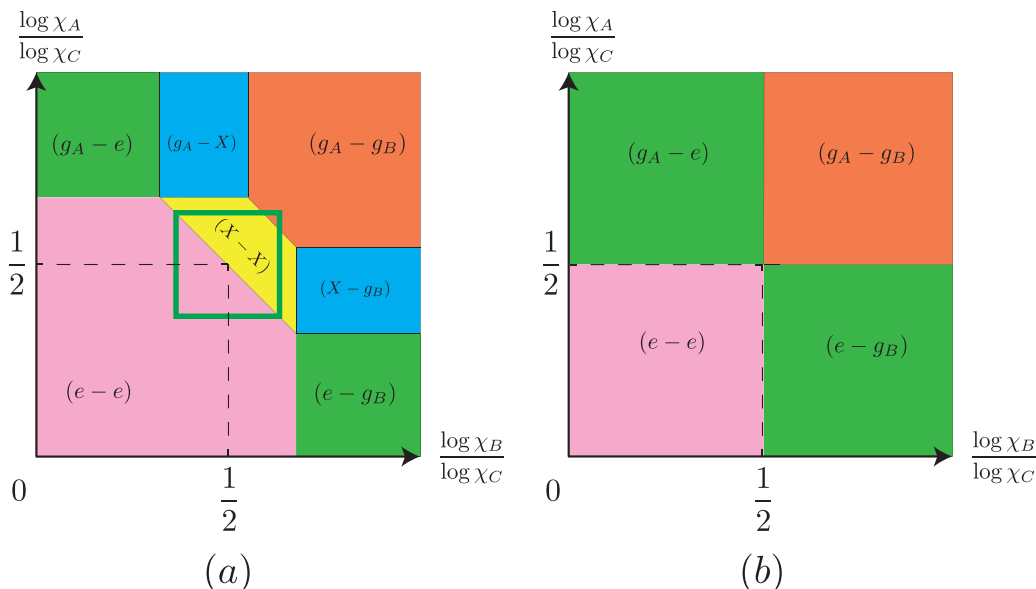 log χ_A / log χ_C
log χ_A / log χ_C
(g_A − e)
(g_A − X)
(g_A − g_B)
(g_A − e)
(g_A − g_B)
(X − X)
1/2
1/2
(X − g_B)
(e − e)
(e − g_B)
(e − e)
(e − g_B)
log χ_B / log χ_C
log χ_B / log χ_C
0
1/2
0
1/2
(a)
(b)